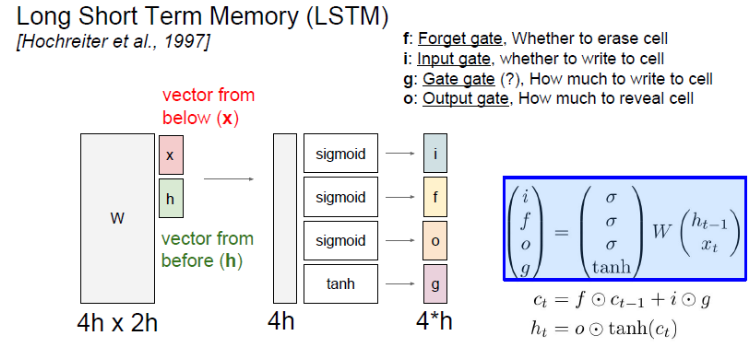 Long Short Term Memory (LSTM)
[Hochreiter et al., 1997]
f: Forget gate, Whether to erase cell
i: Input gate, whether to write to cell
g: Gate gate (?), How much to write to cell
o: Output gate, How much to reveal cell
vector from
below (x)
x
h
W
vector from
before (h)
4h x 2h
4h
sigmoid
sigmoid
sigmoid
tanh
i
f
o
g
4*h
(i f o g) = (σ σ σ tanh) W (h_{t-1} x_t)
c_t = f ⊙ c_{t-1} + i ⊙ g
h_t = o ⊙ tanh(c_t)